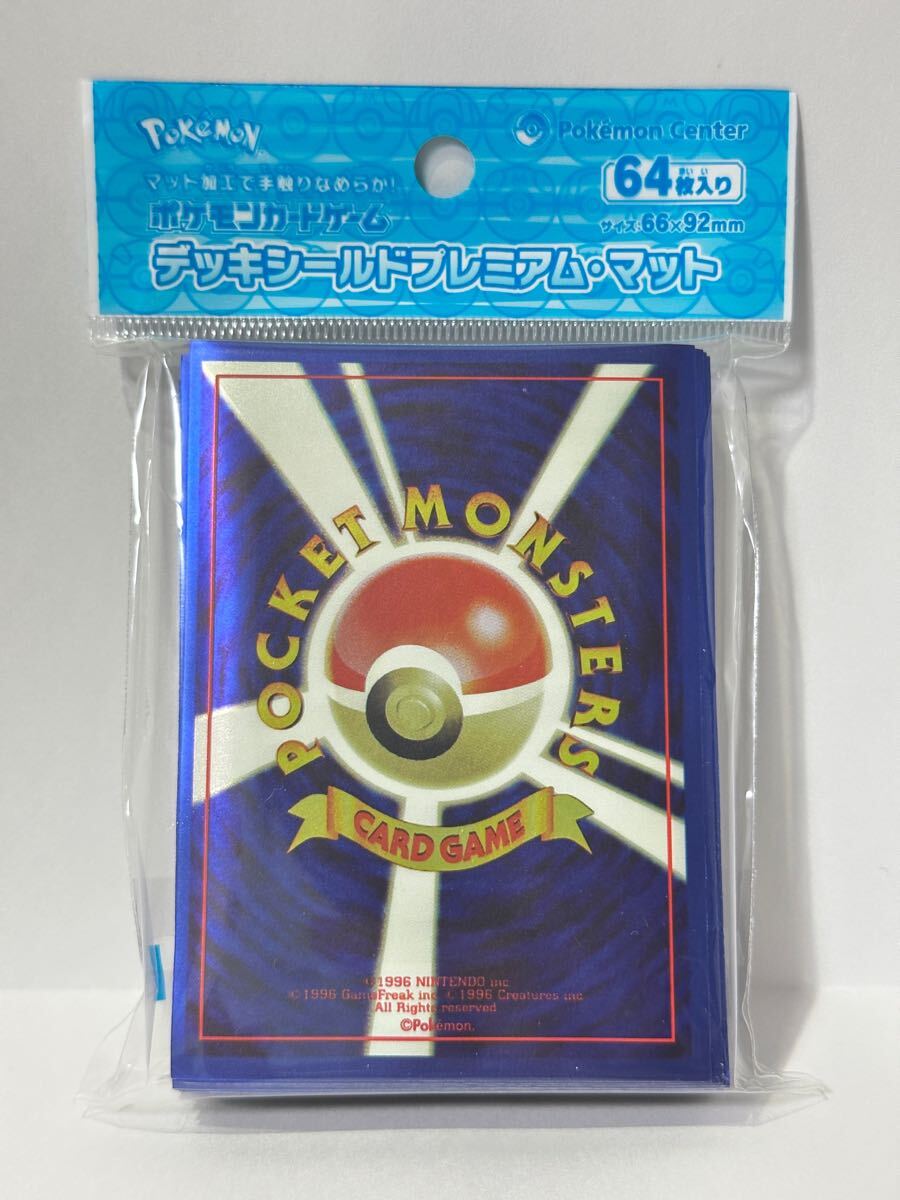 POKéMON™
Pokémon Center
マット加工で手触りなめらか!
64枚入り
ポケモンカードゲーム
サイズ:66×92mm
デッキシールドプレミアム・マット
POCKET MONSTERS
CARD GAME
©1996 NINTENDO inc
©1996 GameFreak inc ©1996 Creatures inc
All Rights reserved
©Pokémon.